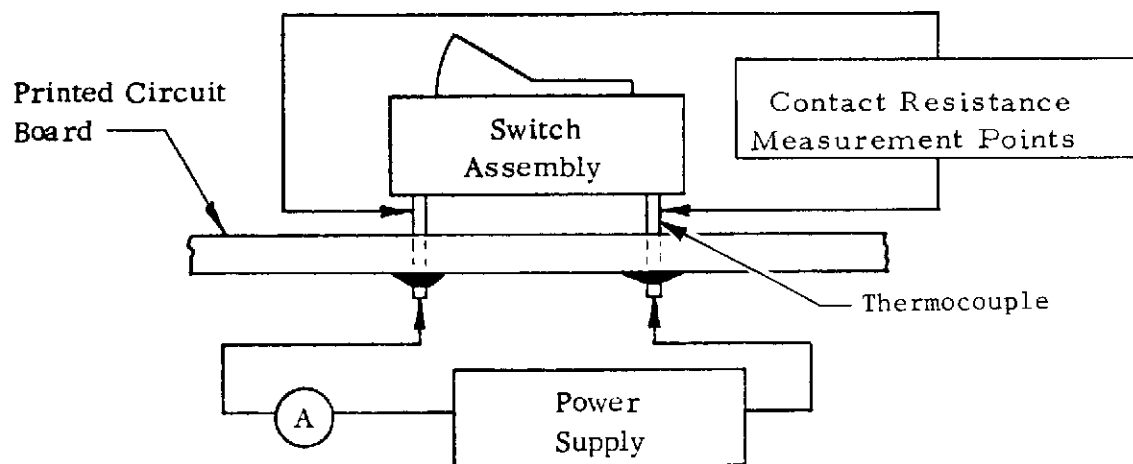 Printed Circuit
Board
Switch
Assembly
Contact Resistance
Measurement Points
Thermocouple
A
Power
Supply